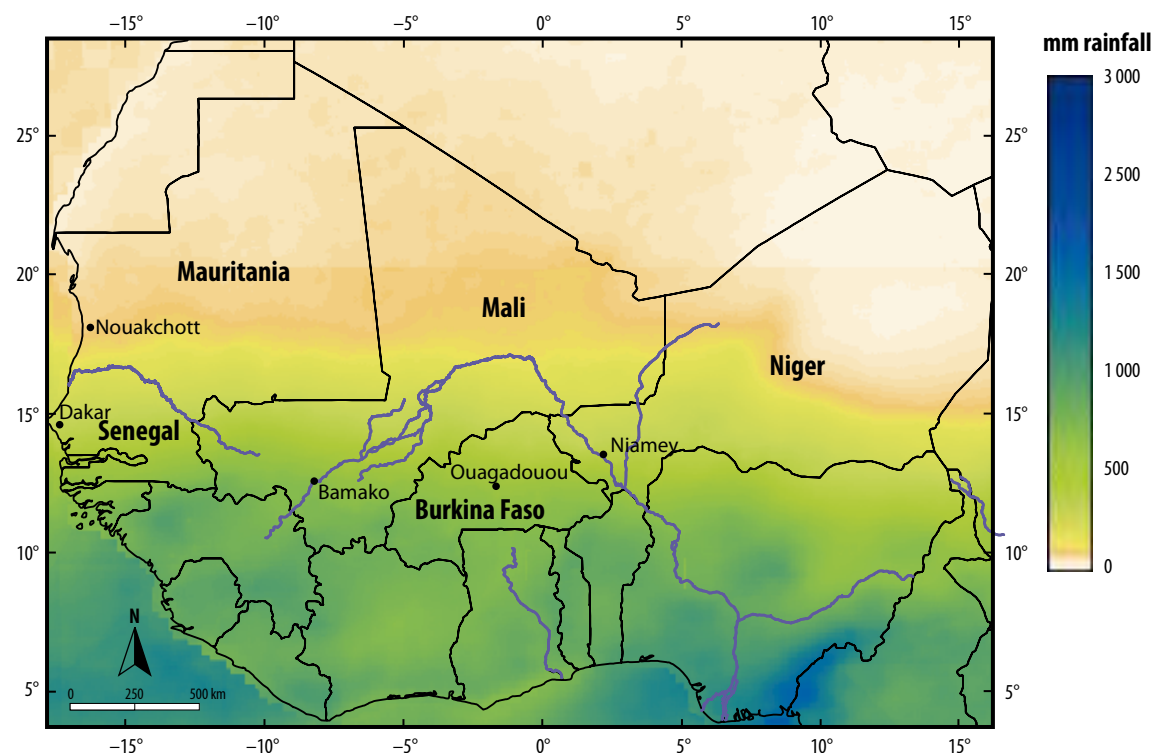 −15° −10° −5° 0° 5° 10° 15°
mm rainfall
3 000
25° 25°
2 500
20° Mauritania 20° 1 500
Mali
Nouakchott
Niger 1 000
15° 15°
Dakar
Senegal
Niamey
Ouagadouou 500
Bamako
Burkina Faso
10° 10°
0
N
0 250 500 km
5° 5°
−15° −10° −5° 0° 5° 10° 15°